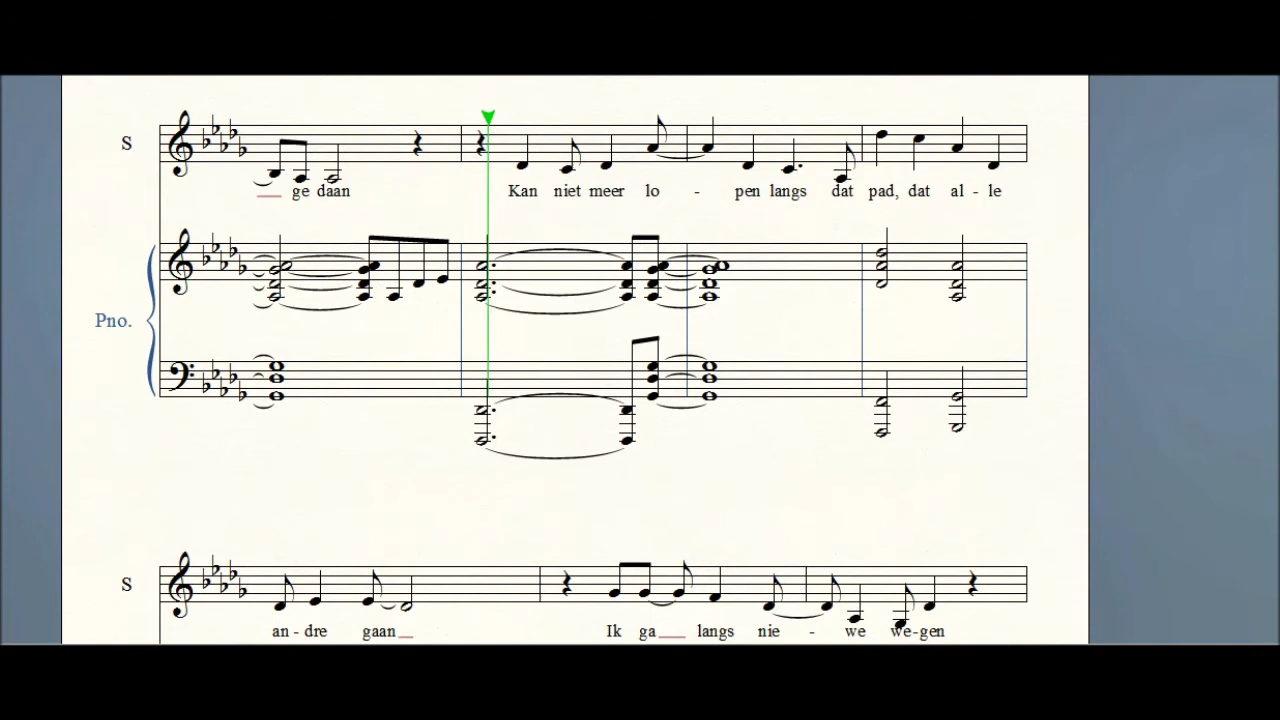 S
ge daan Kan niet meer lo - pen langs dat pad, dat al - le
Pno.
S
an - dre gaan Ik ga langs nie - we we-gen